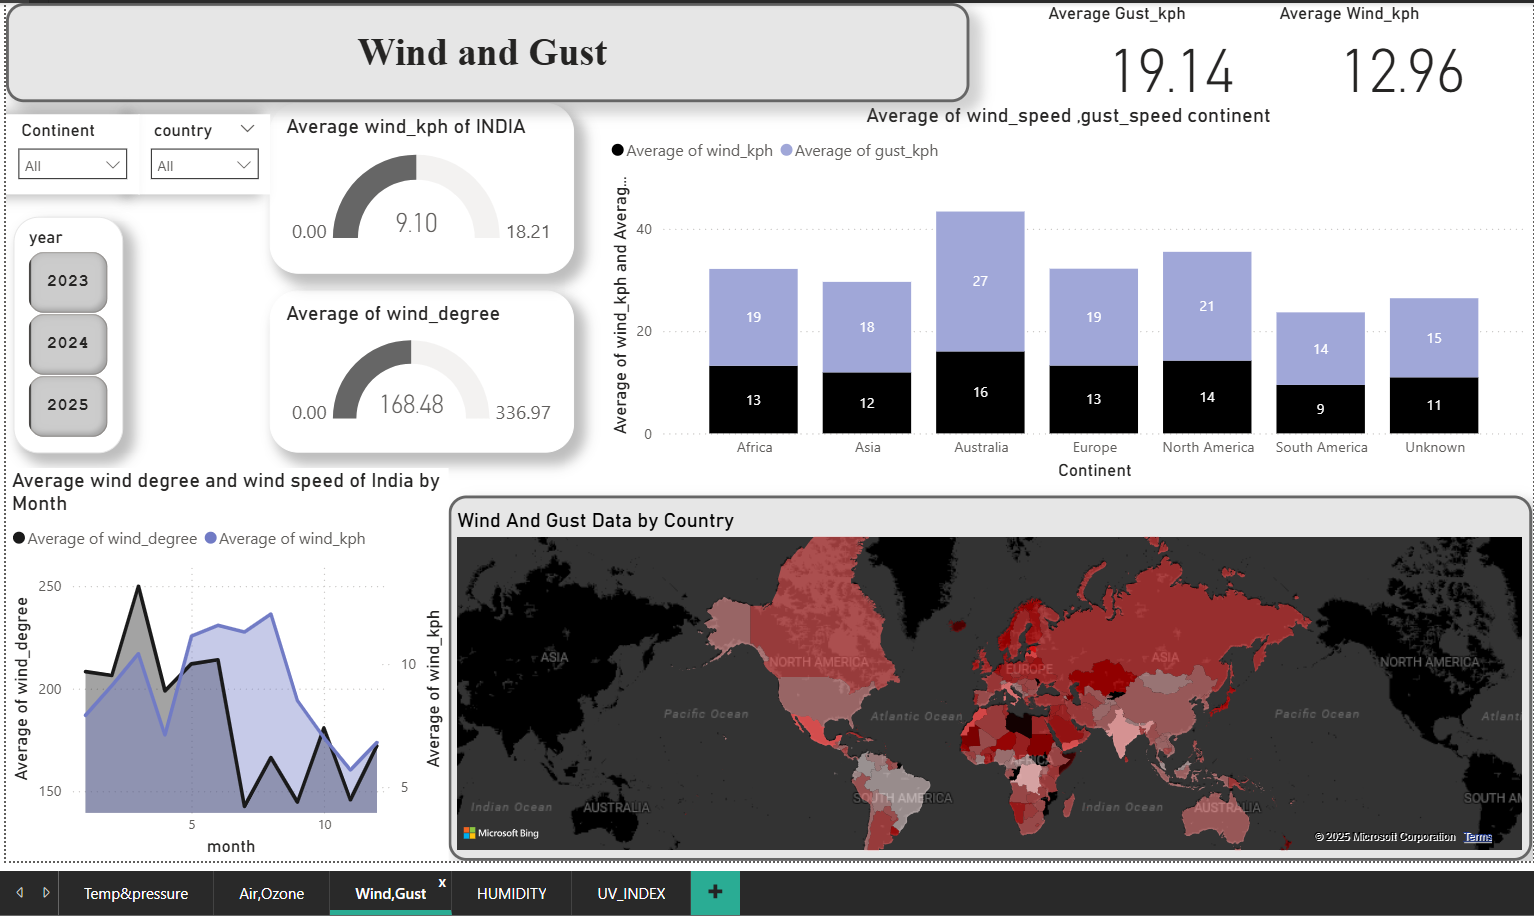 Wind and Gust
Average Gust_kph
19.14
Average Wind_kph
12.96
Continent
All
country
All
year
2023
2024
2025
Average wind_kph of INDIA
0.00
9.10
18.21
Average of wind_degree
0.00
168.48
336.97
Average of wind_speed ,gust_speed continent
Average of wind_kph Average of gust_kph
Average of wind_kph and Averag...
40
20
0
19
18
27
19
21
14
15
13
12
16
13
14
9
11
Africa
Asia
Australia
Europe
North America
South America
Unknown
Continent
Average wind degree and wind speed of India by
Month
Average of wind_degree Average of wind_kph
Average of wind_degree
250
200
150
10
5
Average of wind_kph
5
10
month
Wind And Gust Data by Country
ASIA
NORTH AMERICA
EUROPE
ASIA
NORTH AMERICA
Pacific Ocean
Atlantic Ocean
Pacific Ocean
Atlanti
AFRICA
Indian Ocean
AUSTRALIA
SOUTH AMERICA
Indian Ocean
AUSTRALIA
SOUTH AM
Microsoft Bing
© 2025 Microsoft Corporation Terms
Temp&pressure
Air,Ozone
Wind,Gust
x
HUMIDITY
UV_INDEX
+